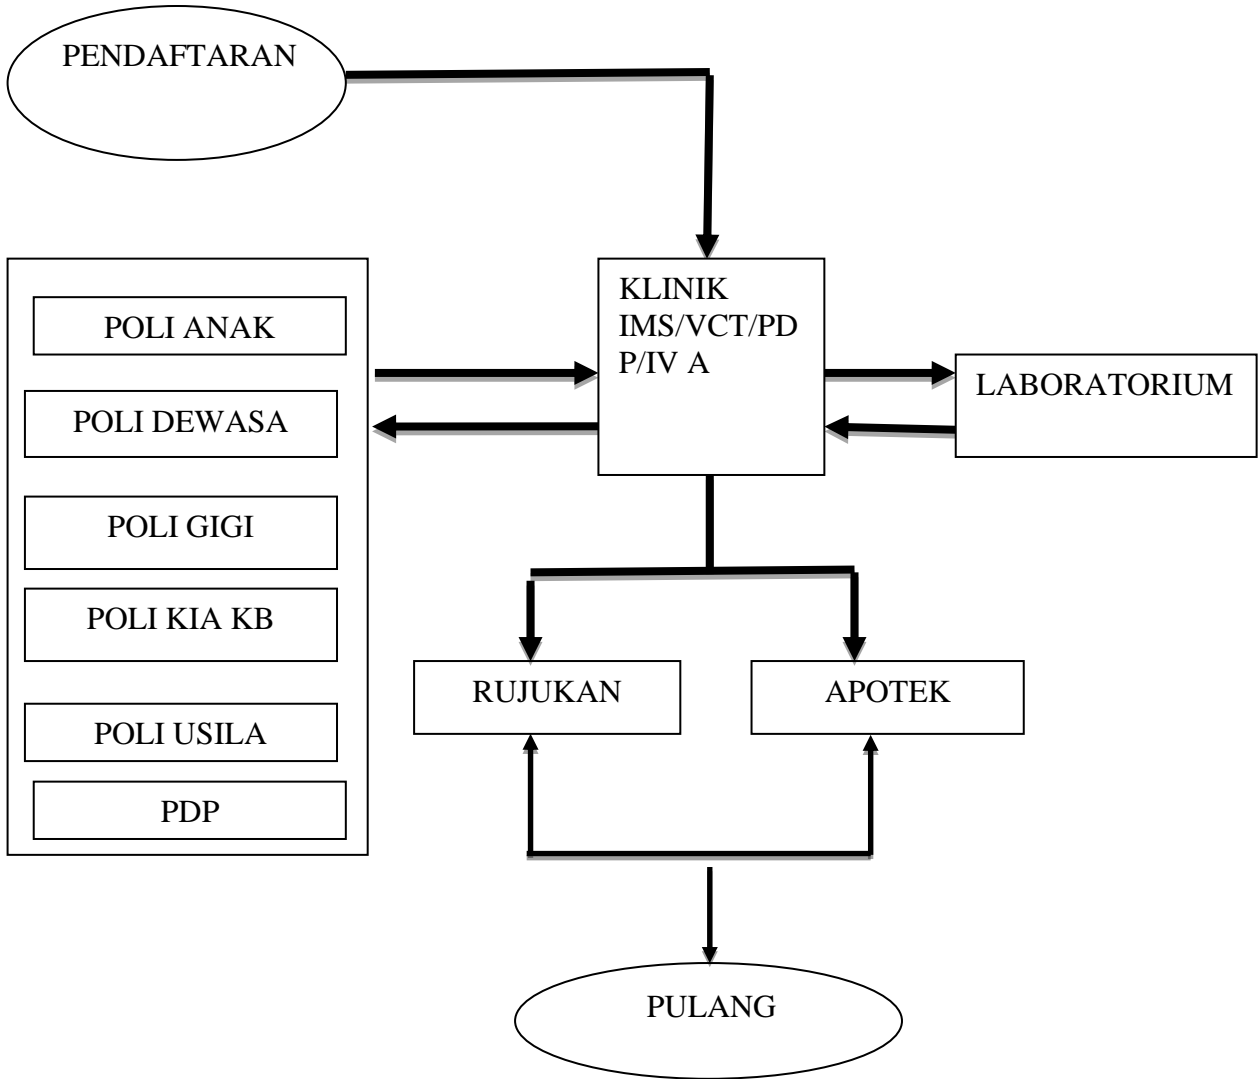 PENDAFTARAN
KLINIK
IMS/VCT/PD
P/IV A
LABORATORIUM
POLI ANAK
POLI DEWASA
POLI GIGI
POLI KIA KB
POLI USILA
PDP
RUJUKAN
APOTEK
PULANG